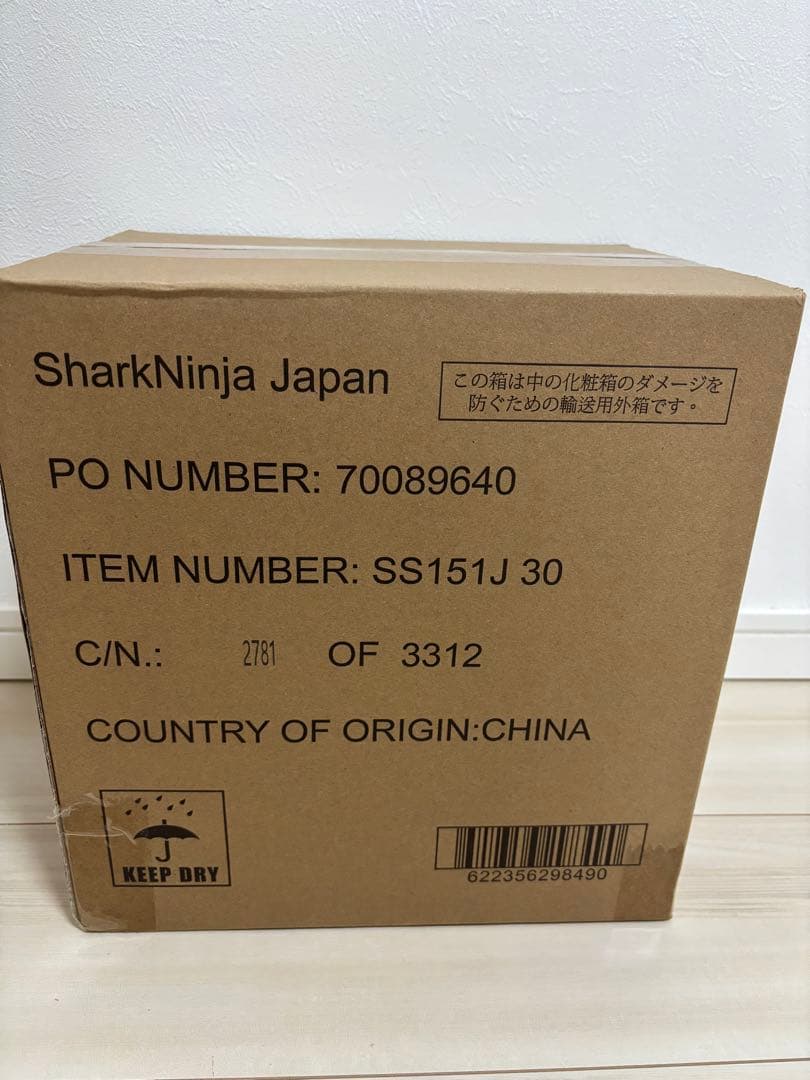 SharkNinja Japan
この箱は中の化粧箱のダメージを
防ぐための輸送用外箱です。
PO NUMBER: 70089640
ITEM NUMBER: SS151J 30
C/N.: 2781 OF 3312
COUNTRY OF ORIGIN:CHINA
KEEP DRY
622356298490